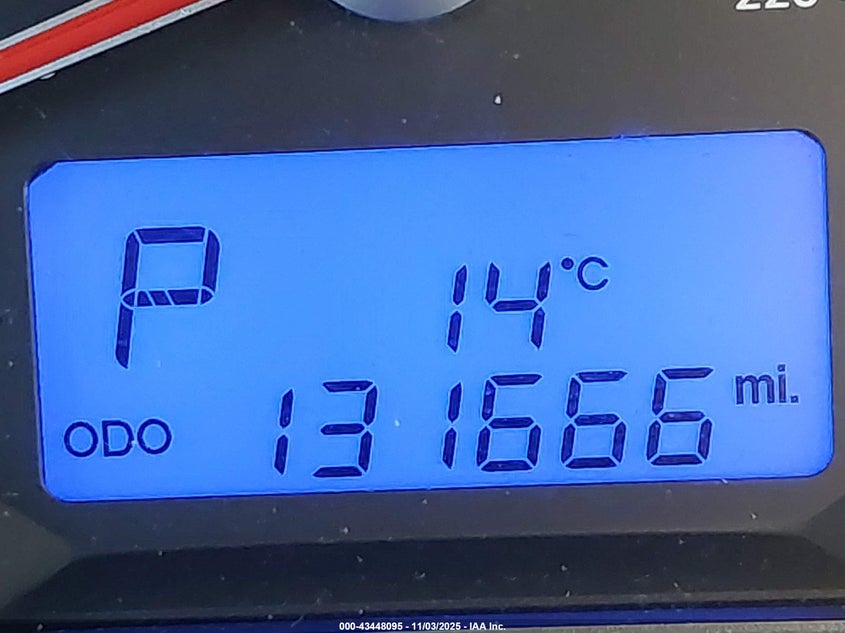 P
14°C
ODO 131666 mi.
000-43448095 - 11/03/2025 - IAA Inc.